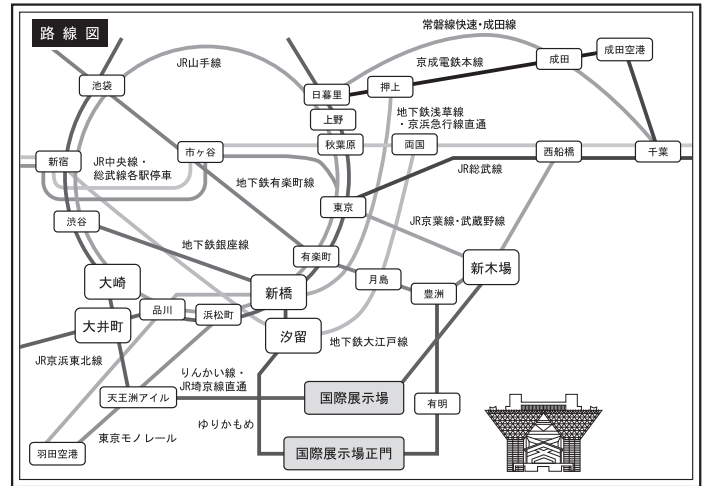 路線図
常磐線快速・成田線
JR山手線
京成電鉄本線
成田
成田空港
池袋
日暮里
押上
上野
地下鉄浅草線
・京浜急行線直通
新宿
JR中央線・
総武線各駅停車
市ヶ谷
秋葉原
両国
西船橋
千葉
JR総武線
地下鉄有楽町線
東京
JR京葉線・武蔵野線
渋谷
地下鉄銀座線
有楽町
新木場
大崎
新橋
月島
豊洲
品川
浜松町
大井町
汐留
地下鉄大江戸線
JR京浜東北線
りんかい線・
JR埼京線直通
天王洲アイル
国際展示場
有明
ゆりかもめ
東京モノレール
羽田空港
国際展示場正門